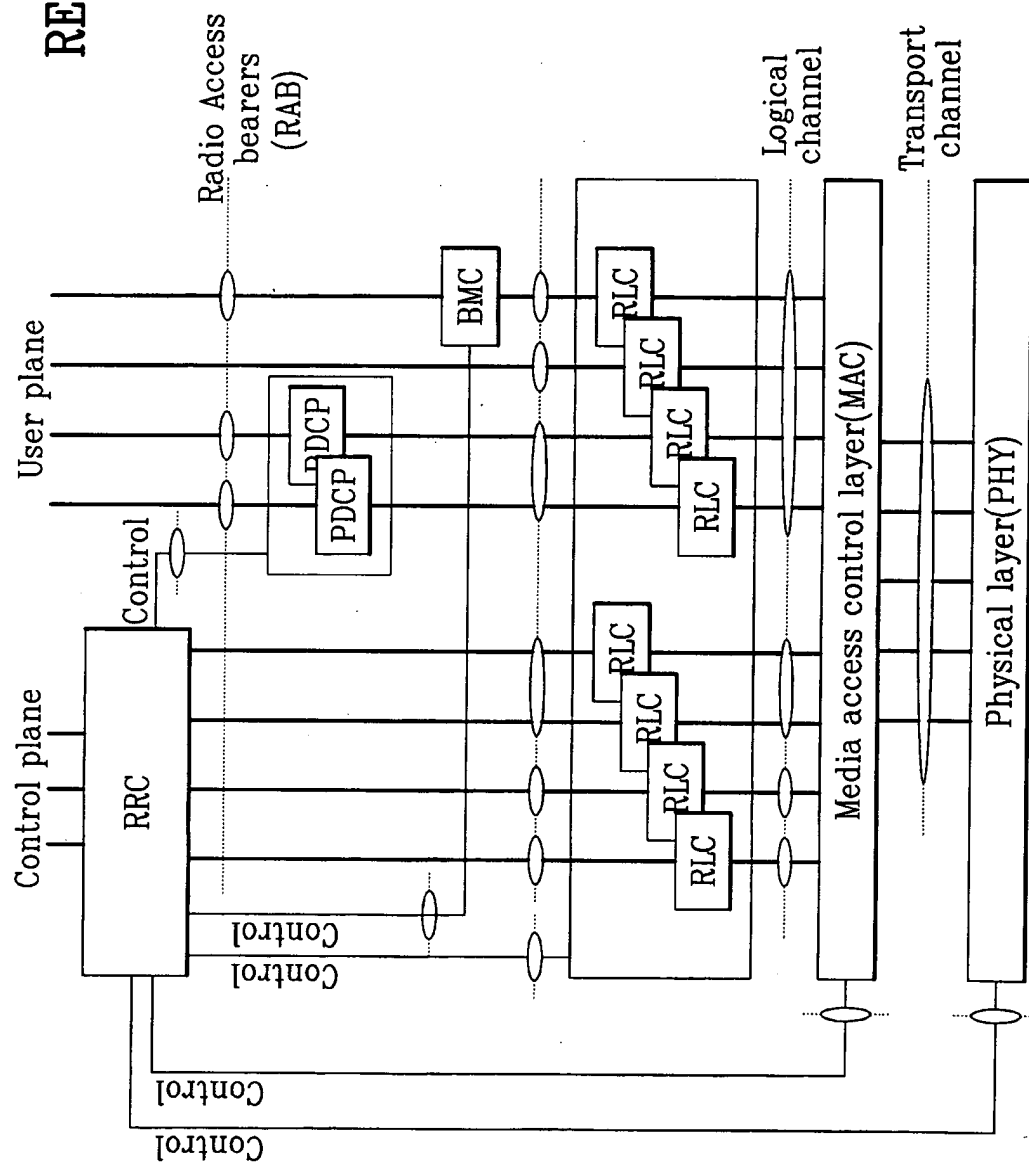 RE
Control plane
User plane
Radio Access
bearers
(RAB)
RRC
Control
Control
Control
Control
Control
PDCP
PDCP
BMC
RLC
RLC
RLC
RLC
RLC
RLC
RLC
RLC
Logical
channel
Media access control layer(MAC)
Transport
channel
Physical layer(PHY)